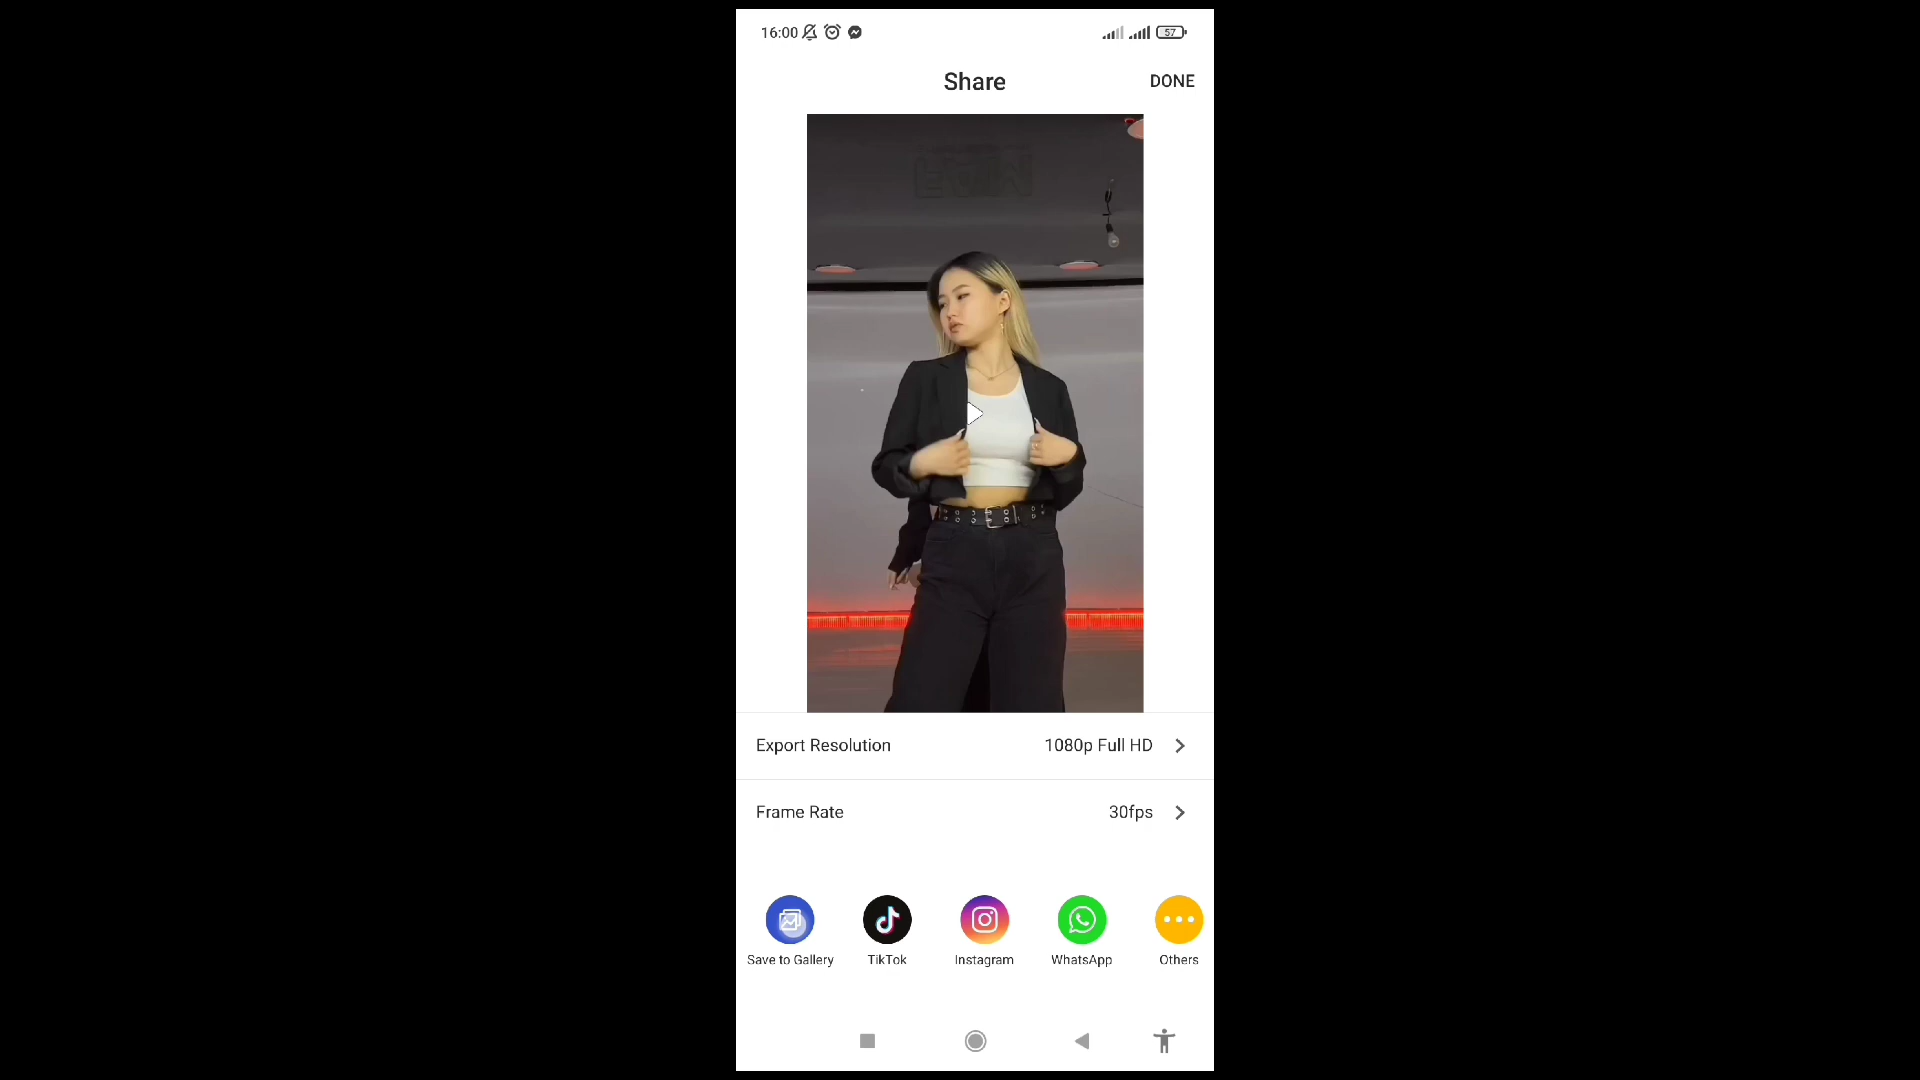 16:00
57
Share
DONE
Export Resolution 1080p Full HD
Frame Rate 30fps
Save to Gallery
TikTok
Instagram
WhatsApp
Others